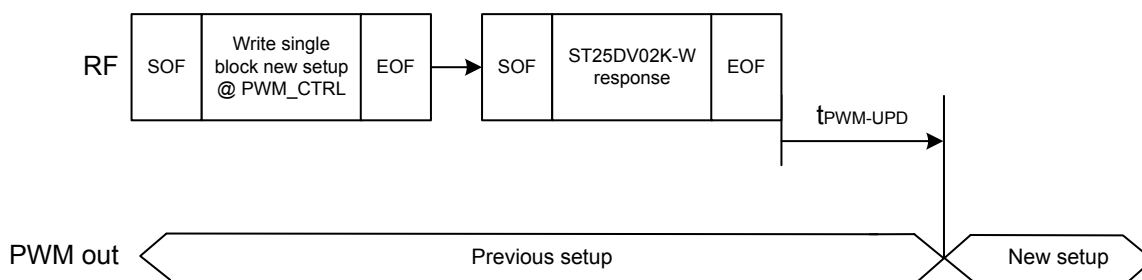 RF
SOF
Write single
block new setup
@ PWM_CTRL
EOF
SOF
ST25DV02K-W
response
EOF
tPWM-UPD
PWM out
Previous setup
New setup